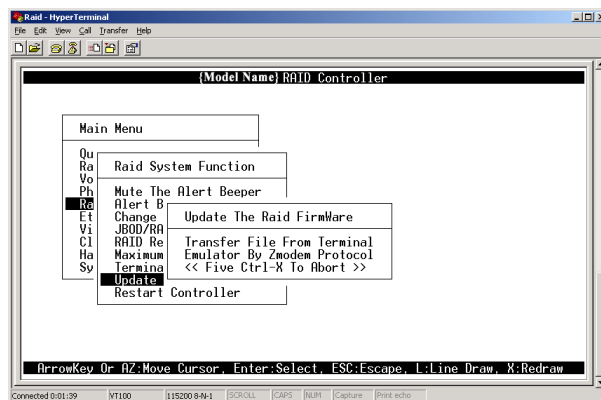 Raid - HyperTerminal
File Edit View Call Transfer Help
{Model Name} RAID Controller
Main Menu
Qu
Ra
Vo
Ph
Ra
Et
Vi
Cl
Ha
Sy
Raid System Function
Mute The Alert Beeper
Alert B
Change
JBOD/RA
RAID Re
Maximum
Termina
Update
Restart Controller
Update The Raid FirmWare
Transfer File From Terminal
Emulator By Zmodem Protocol
<< Five Ctrl-X To Abort >>
ArrowKey Or AZ:Move Cursor, Enter:Select, ESC:Escape, L:Line Draw, X:Redraw
Connected 0:01:39 VT100 115200 8-N-1 SCROLL CAPS NUM Capture Print echo